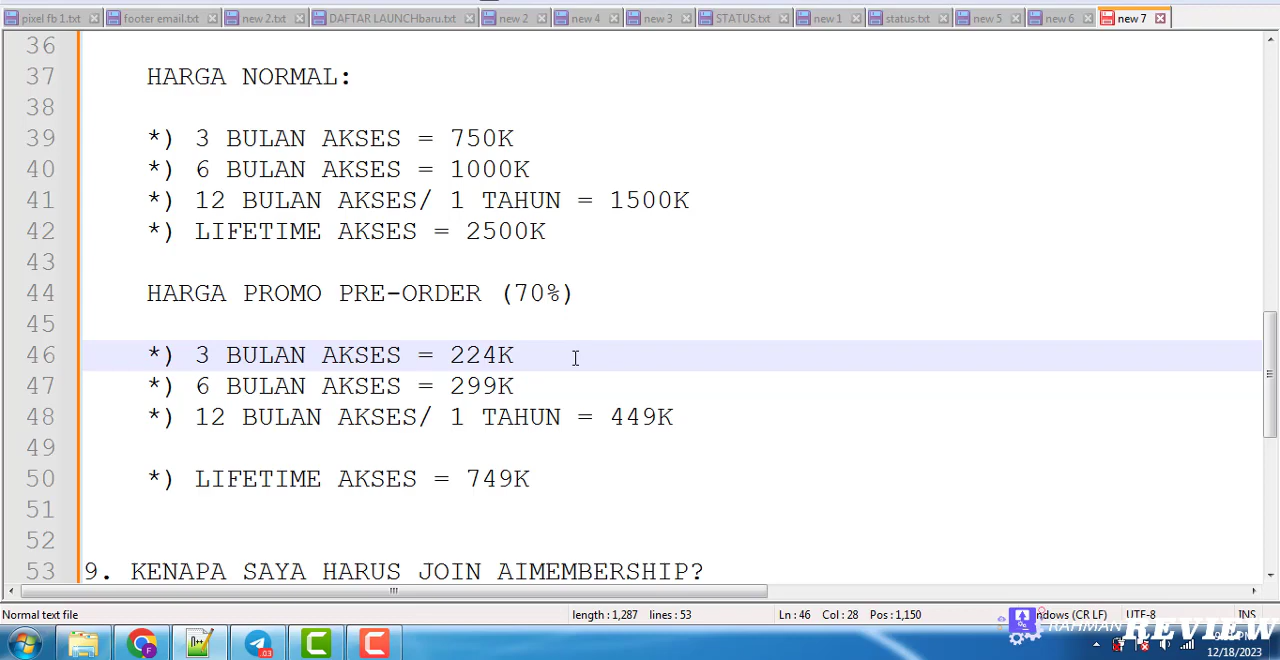 pixel fb 1.txt footer email.txt new 2.txt DAFTAR LAUNCHbaru.txt new 2 new 4 new 3 STATUS.txt new 1 status.txt new 5 new 6 new 7
36
37 HARGA NORMAL:
38
39 *) 3 BULAN AKSES = 750K
40 *) 6 BULAN AKSES = 1000K
41 *) 12 BULAN AKSES/ 1 TAHUN = 1500K
42 *) LIFETIME AKSES = 2500K
43
44 HARGA PROMO PRE-ORDER (70%)
45
46 *) 3 BULAN AKSES = 224K
47 *) 6 BULAN AKSES = 299K
48 *) 12 BULAN AKSES/ 1 TAHUN = 449K
49
50 *) LIFETIME AKSES = 749K
51
52
53 9. KENAPA SAYA HARUS JOIN AIMEMBERSHIP?
Normal text file length : 1,287 lines : 53 Ln : 46 Col : 28 Pos : 1,150 (CR LF) UTF-8 INS
REVIEW
12/18/2023